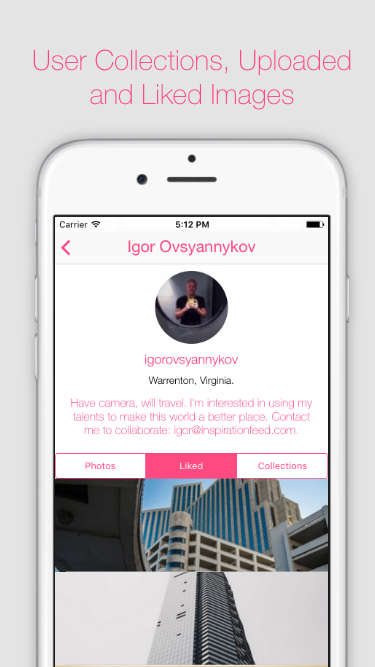 User Collections, Uploaded
and Liked Images
Carrier 5:12 PM
Igor Ovsyannykov
igorovsyannykov
Warrenton, Virginia.
Have camera, will travel. I'm interested in using my
talents to make this world a better place. Contact
me to collaborate: igor@inspirationfeed.com.
Photos Liked Collections